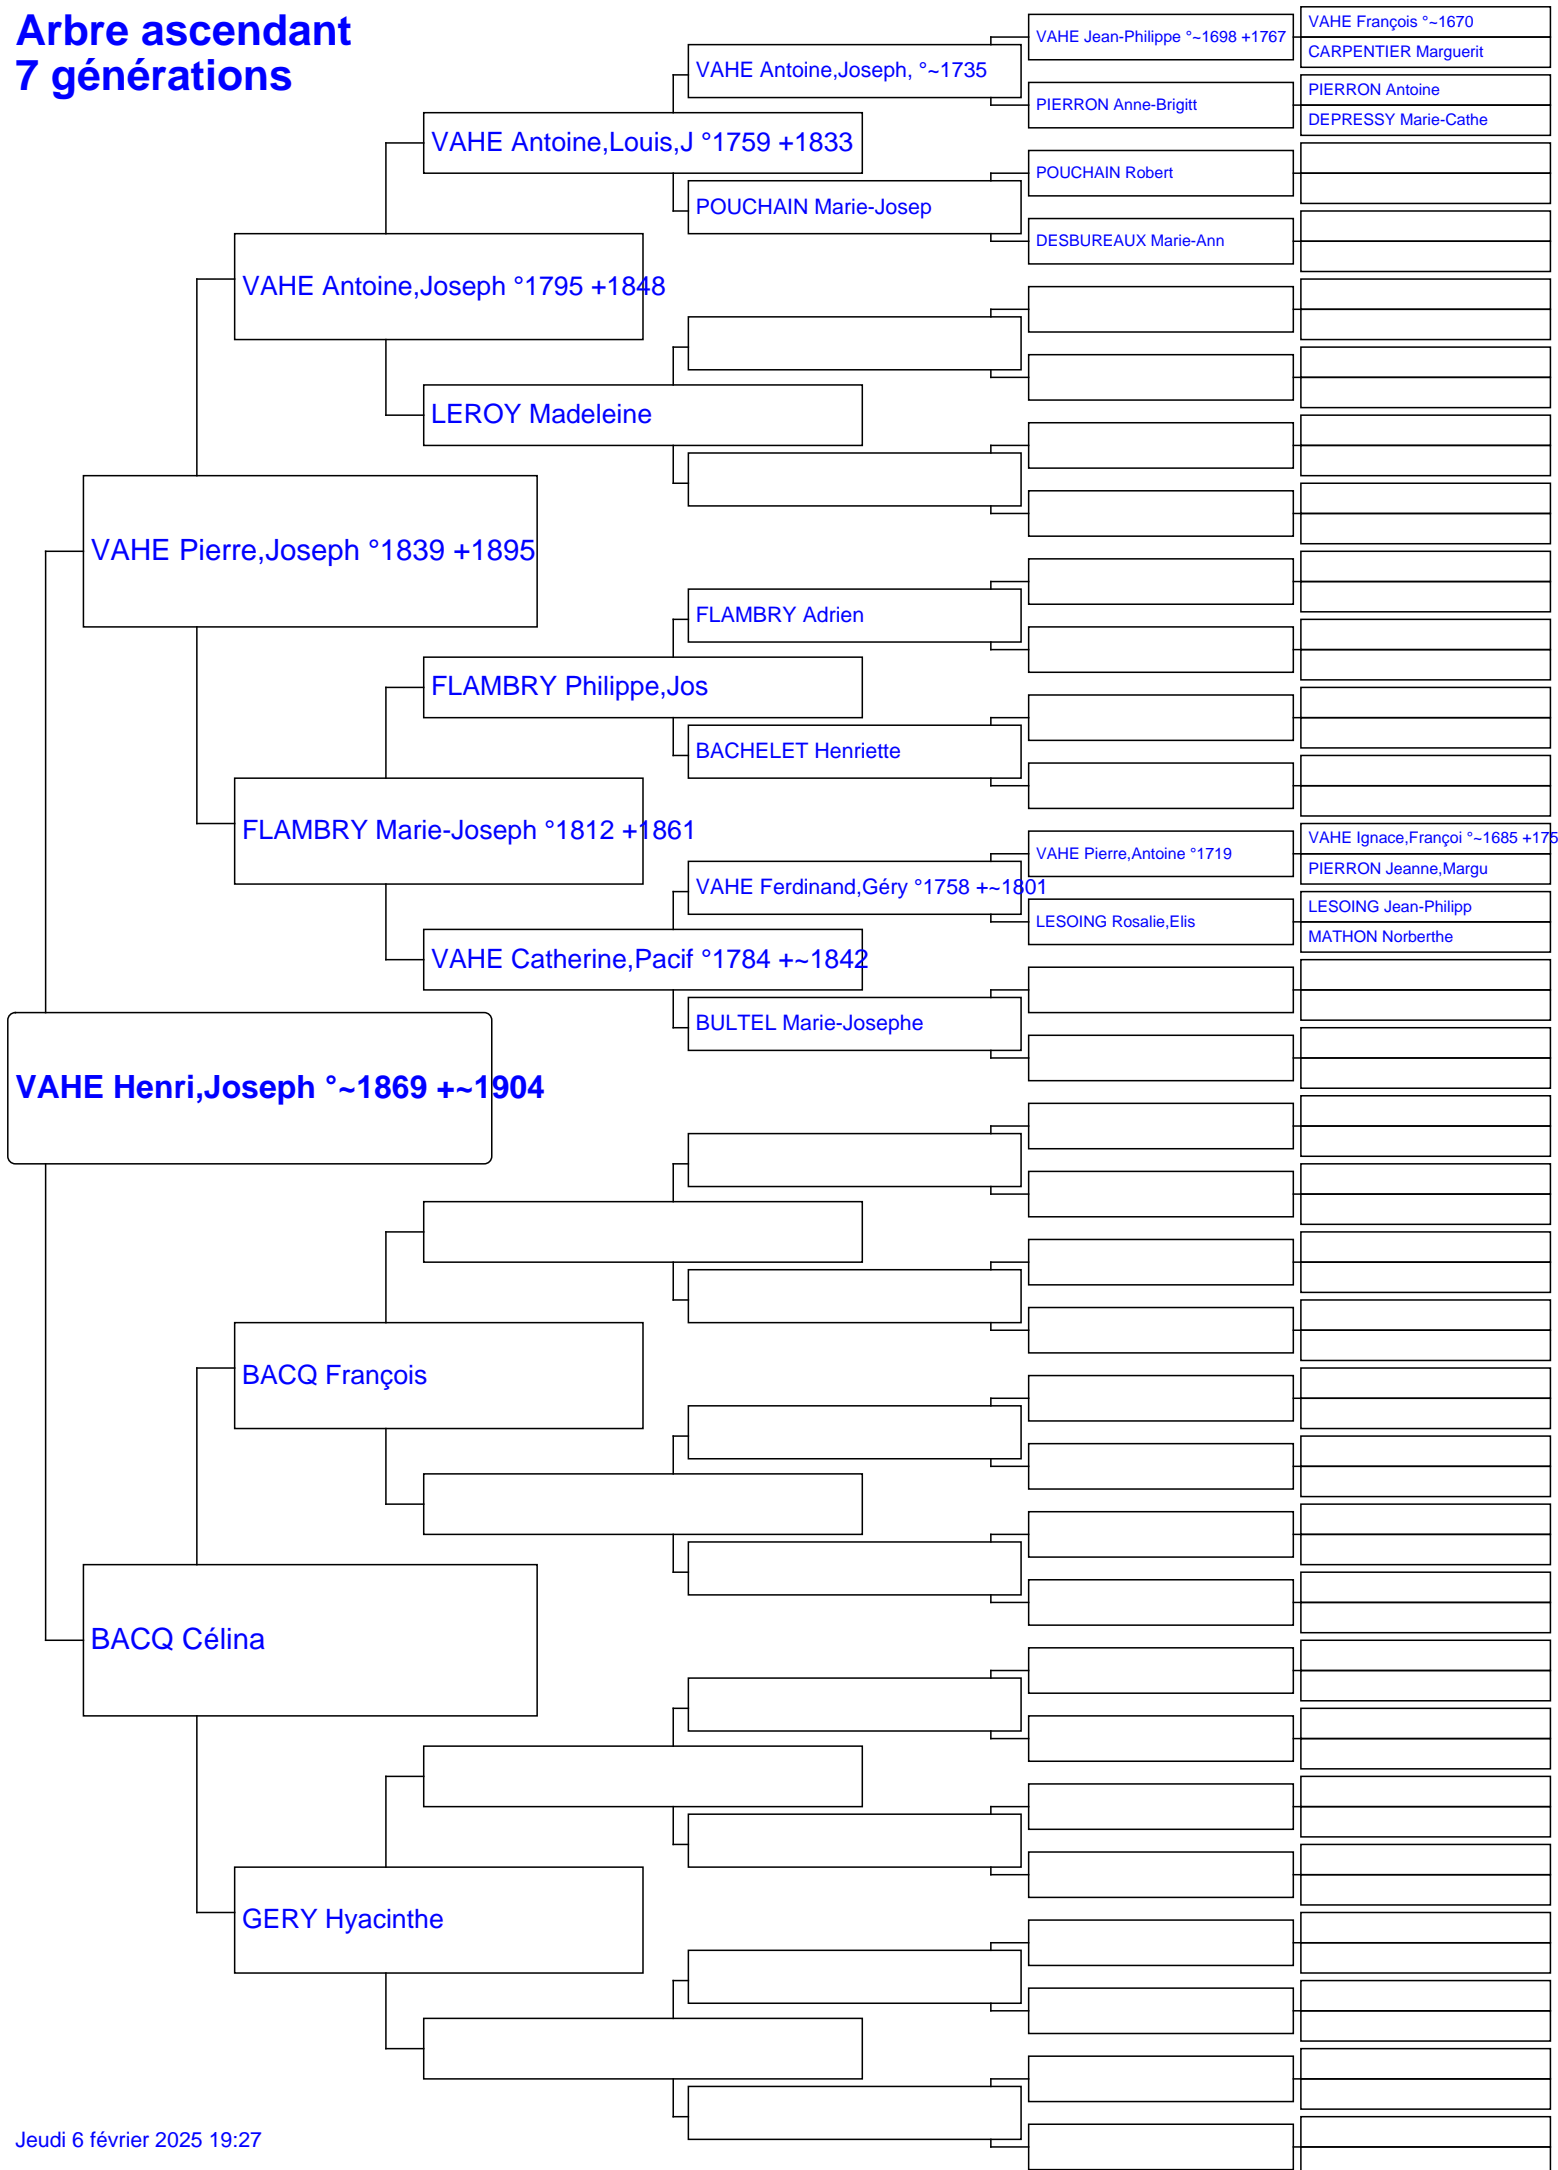 Arbre ascendant
7 générations
VAHE François °~1670
VAHE Jean-Philippe °~1698 +1767
CARPENTIER Marguerit
VAHE Antoine,Joseph, °~1735
PIERRON Antoine
PIERRON Anne-Brigitt
DEPRESSY Marie-Cathe
VAHE Antoine,Louis,J °1759 +1833
POUCHAIN Robert
POUCHAIN Marie-Josep
DESBUREAUX Marie-Ann
VAHE Antoine,Joseph °1795 +1848
LEROY Madeleine
VAHE Pierre,Joseph °1839 +1895
FLAMBRY Adrien
FLAMBRY Philippe,Jos
BACHELET Henriette
FLAMBRY Marie-Joseph °1812 +1861
VAHE Ignace,Françoi °~1685 +175
VAHE Pierre,Antoine °1719
PIERRON Jeanne,Margu
VAHE Ferdinand,Géry °1758 +~1801
LESOING Jean-Philipp
LESOING Rosalie,Elis
MATHON Norberthe
VAHE Catherine,Pacif °1784 +~1842
BULTEL Marie-Josephe
VAHE Henri,Joseph °~1869 +~1904
BACQ François
BACQ Célina
GERY Hyacinthe
Jeudi 6 février 2025 19:27